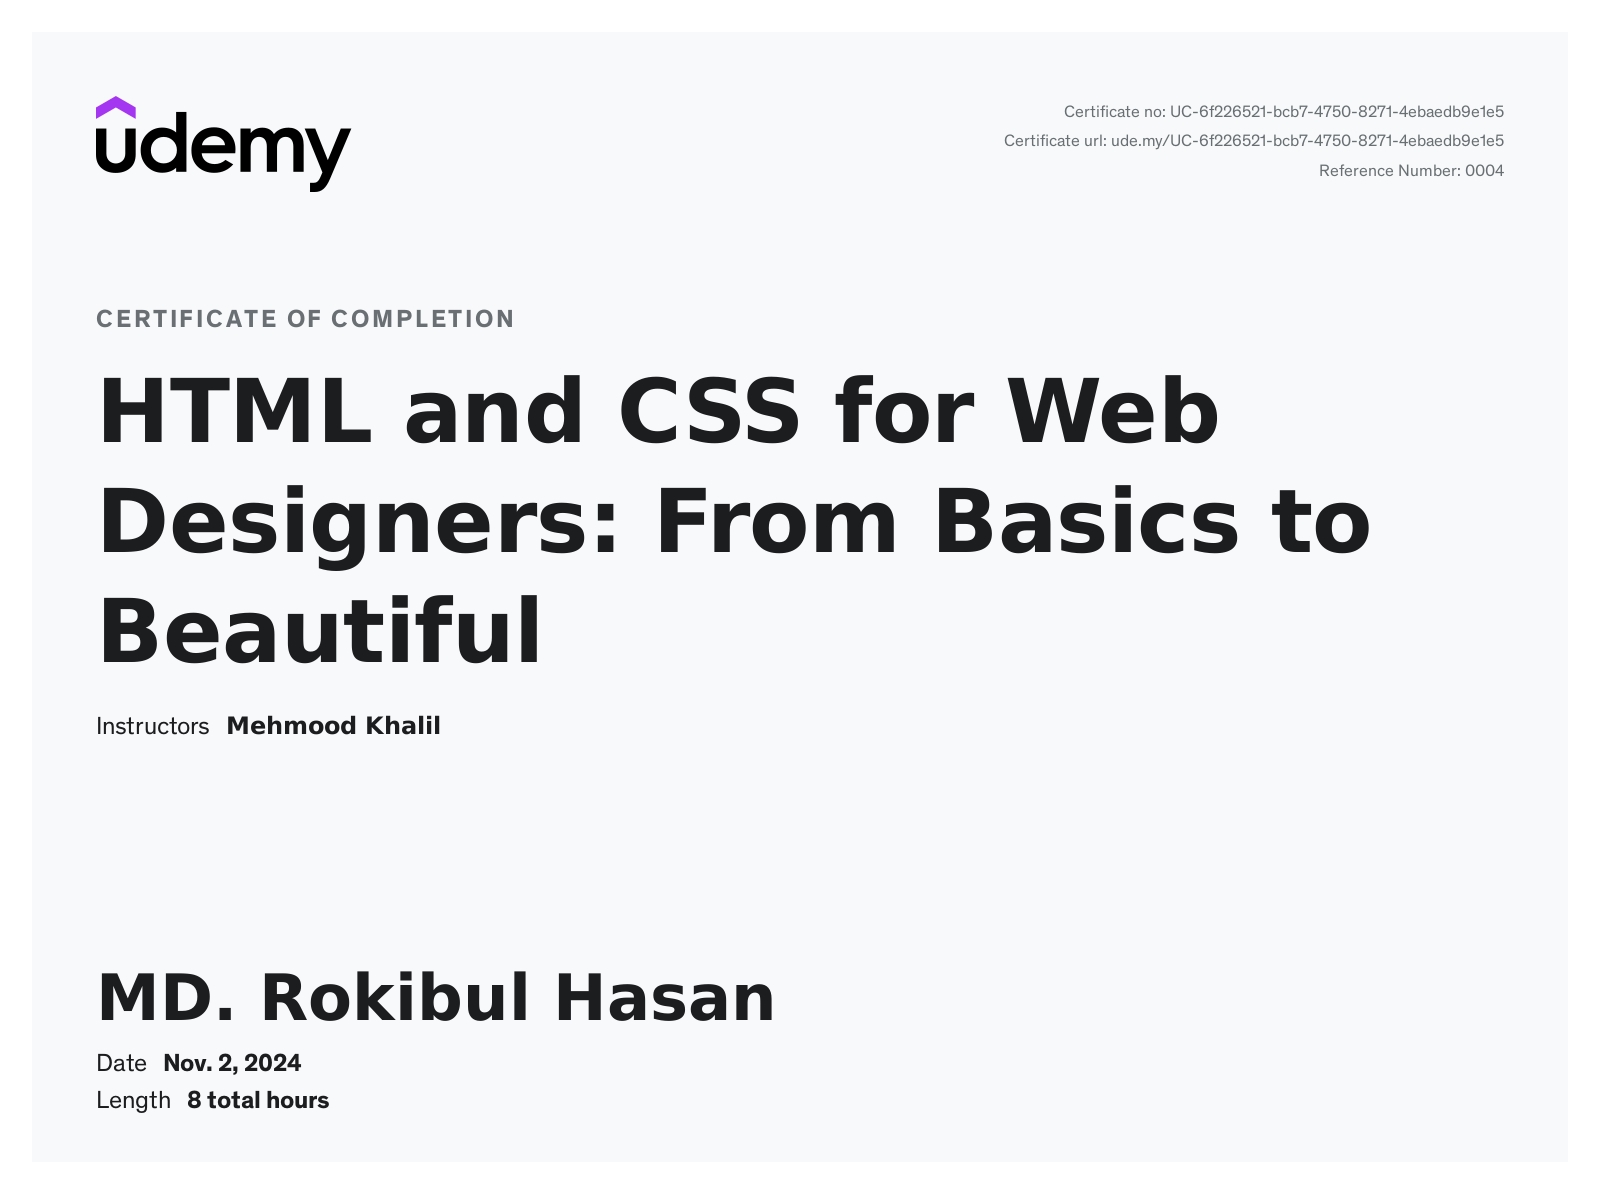 udemy
Certificate no: UC-6f226521-bcb7-4750-8271-4ebaedb9e1e5
Certificate url: ude.my/UC-6f226521-bcb7-4750-8271-4ebaedb9e1e5
Reference Number: 0004
CERTIFICATE OF COMPLETION
HTML and CSS for Web
Designers: From Basics to
Beautiful
Instructors Mehmood Khalil
MD. Rokibul Hasan
Date Nov. 2, 2024
Length 8 total hours